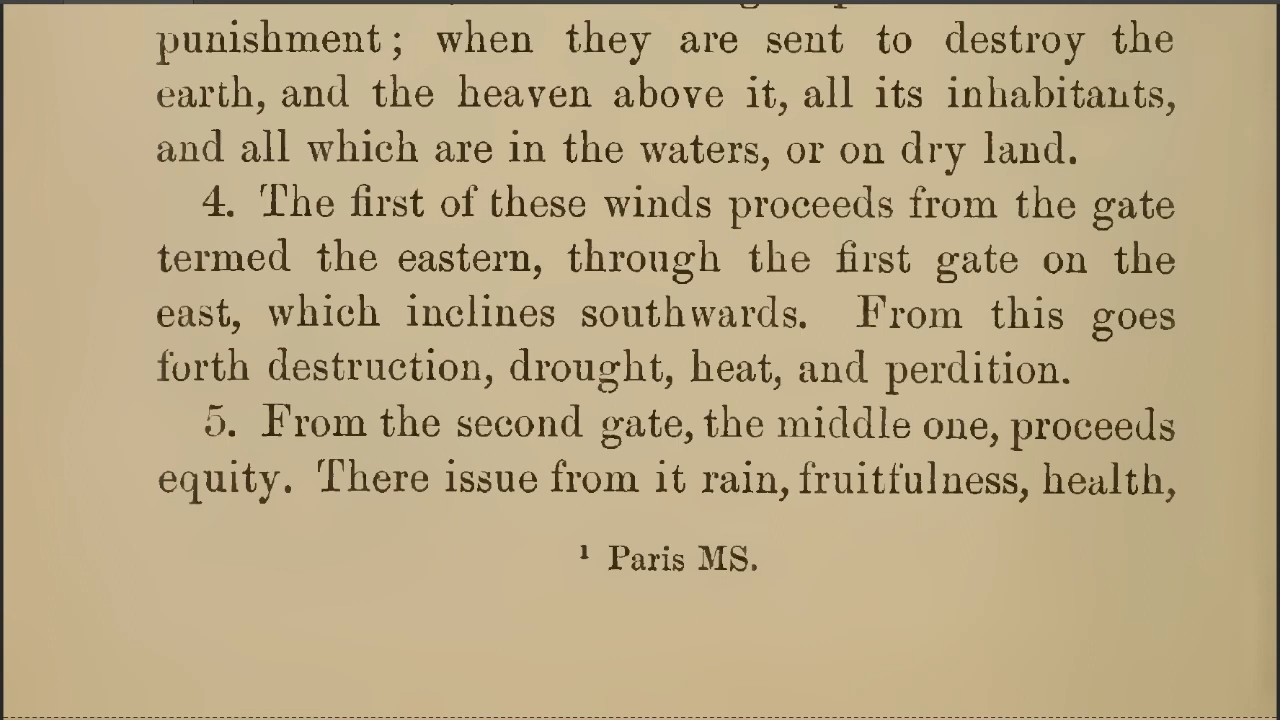 punishment; when they are sent to destroy the
earth, and the heaven above it, all its inhabitants,
and all which are in the waters, or on dry land.
4. The first of these winds proceeds from the gate
termed the eastern, through the first gate on the
east, which inclines southwards. From this goes
forth destruction, drought, heat, and perdition.
5. From the second gate, the middle one, proceeds
equity. There issue from it rain, fruitfulness, health,
¹ Paris MS.